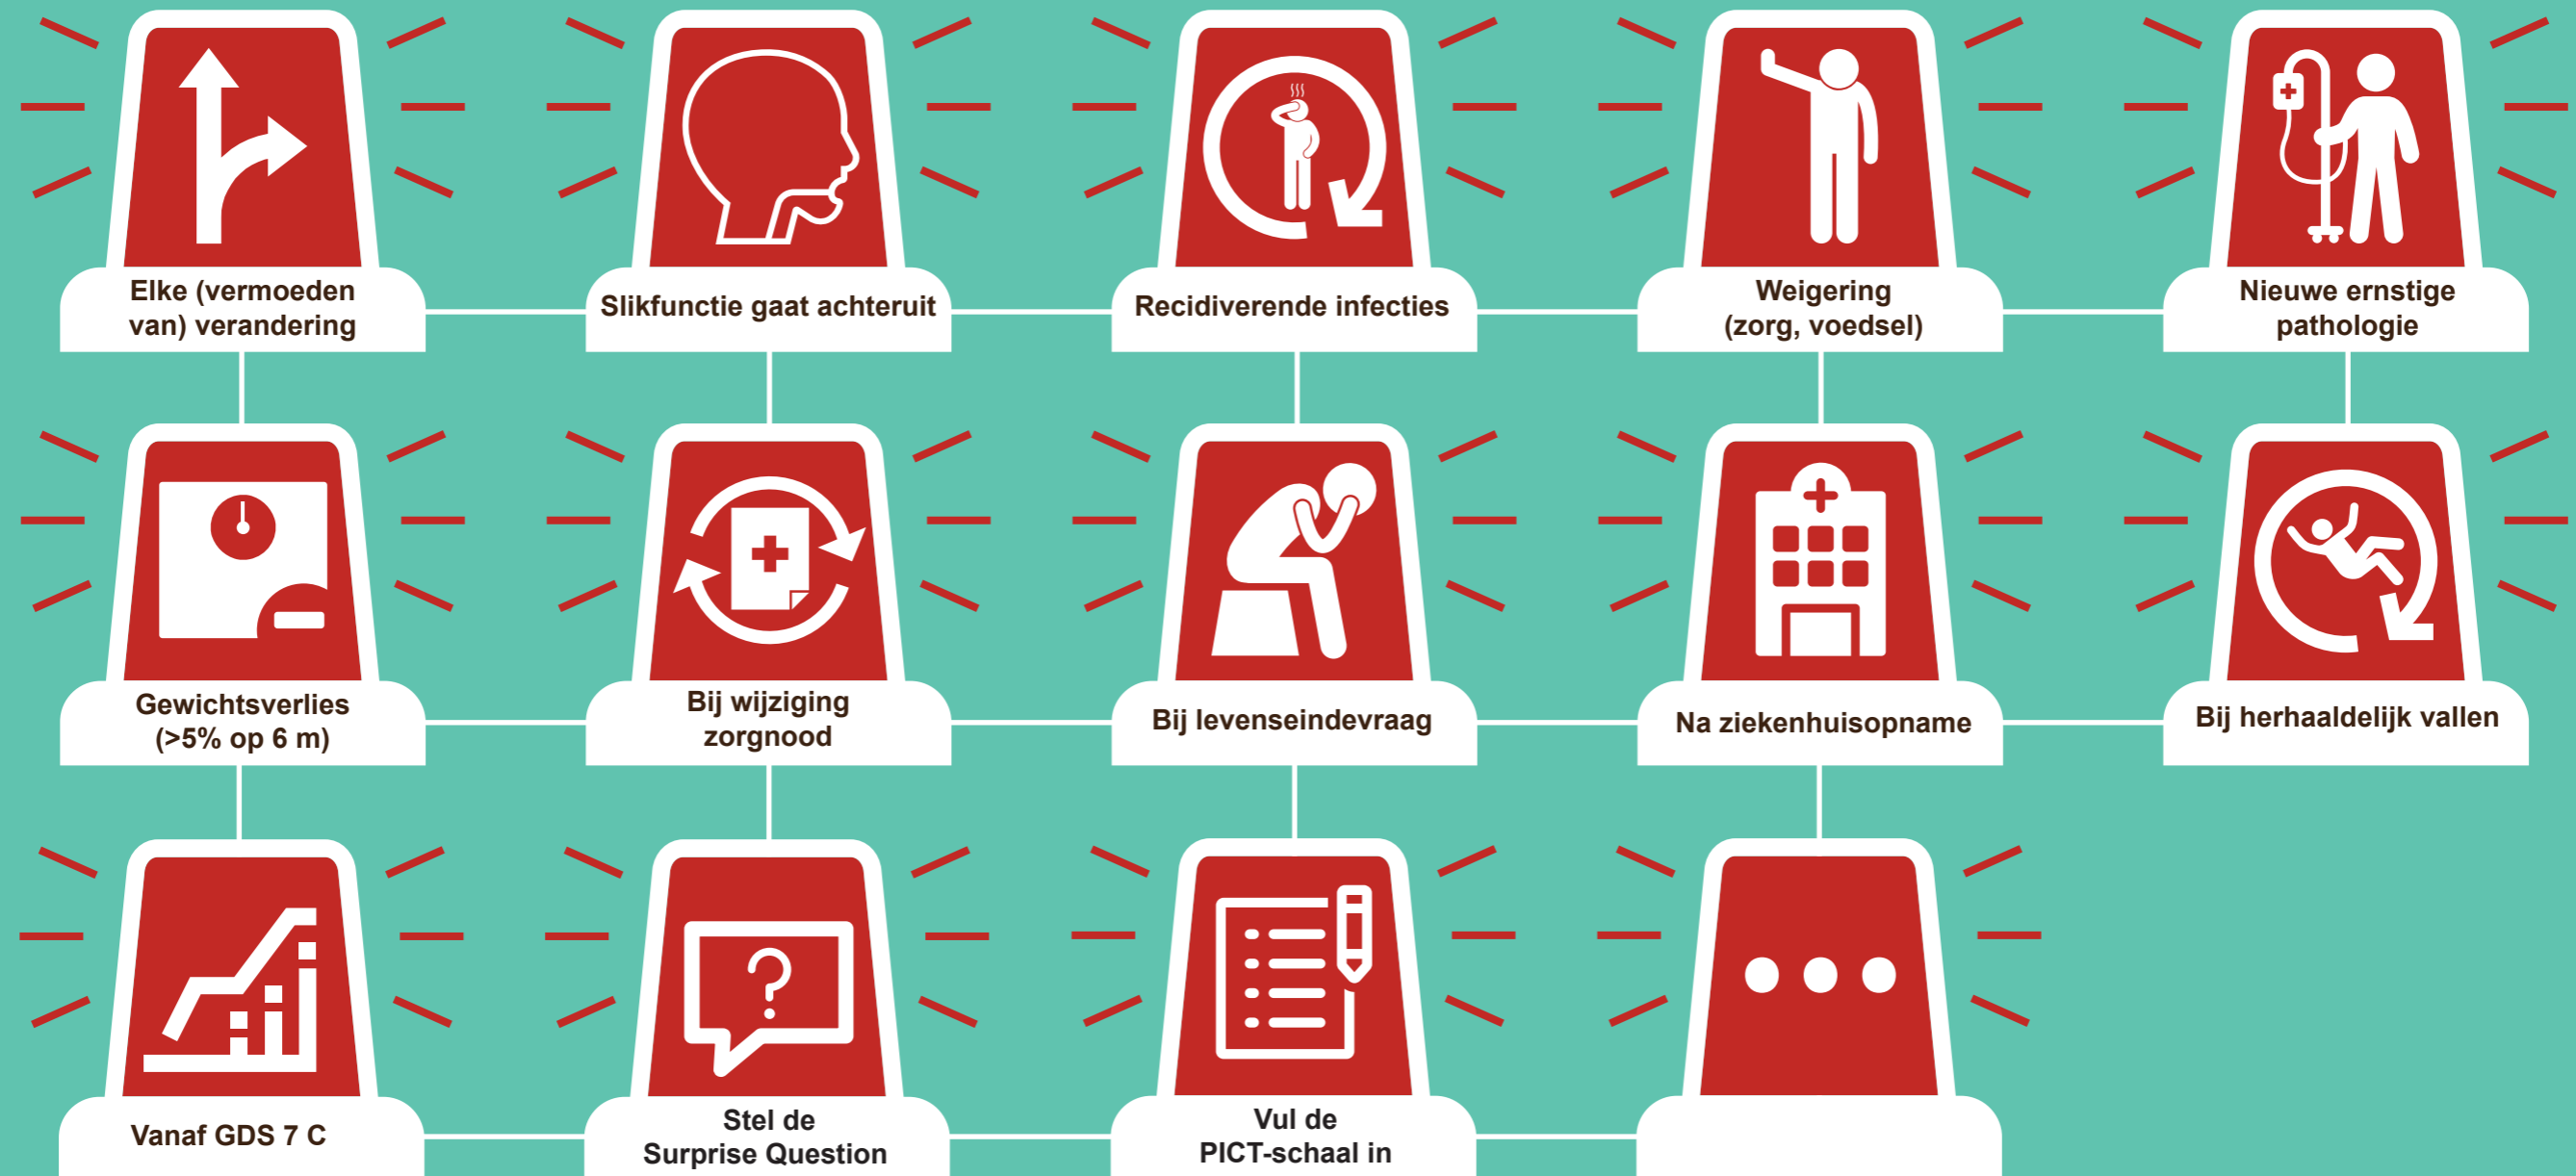 Elke (vermoeden
van) verandering
Slikfunctie gaat achteruit
Recidiverende infecties
Weigering
(zorg, voedsel)
Nieuwe ernstige
pathologie
Gewichtsverlies
(>5% op 6 m)
Bij wijziging
zorgnood
Bij levenseindevraag
Na ziekenhuisopname
Bij herhaaldelijk vallen
Vanaf GDS 7 C
Stel de
Surprise Question
Vul de
PICT-schaal in